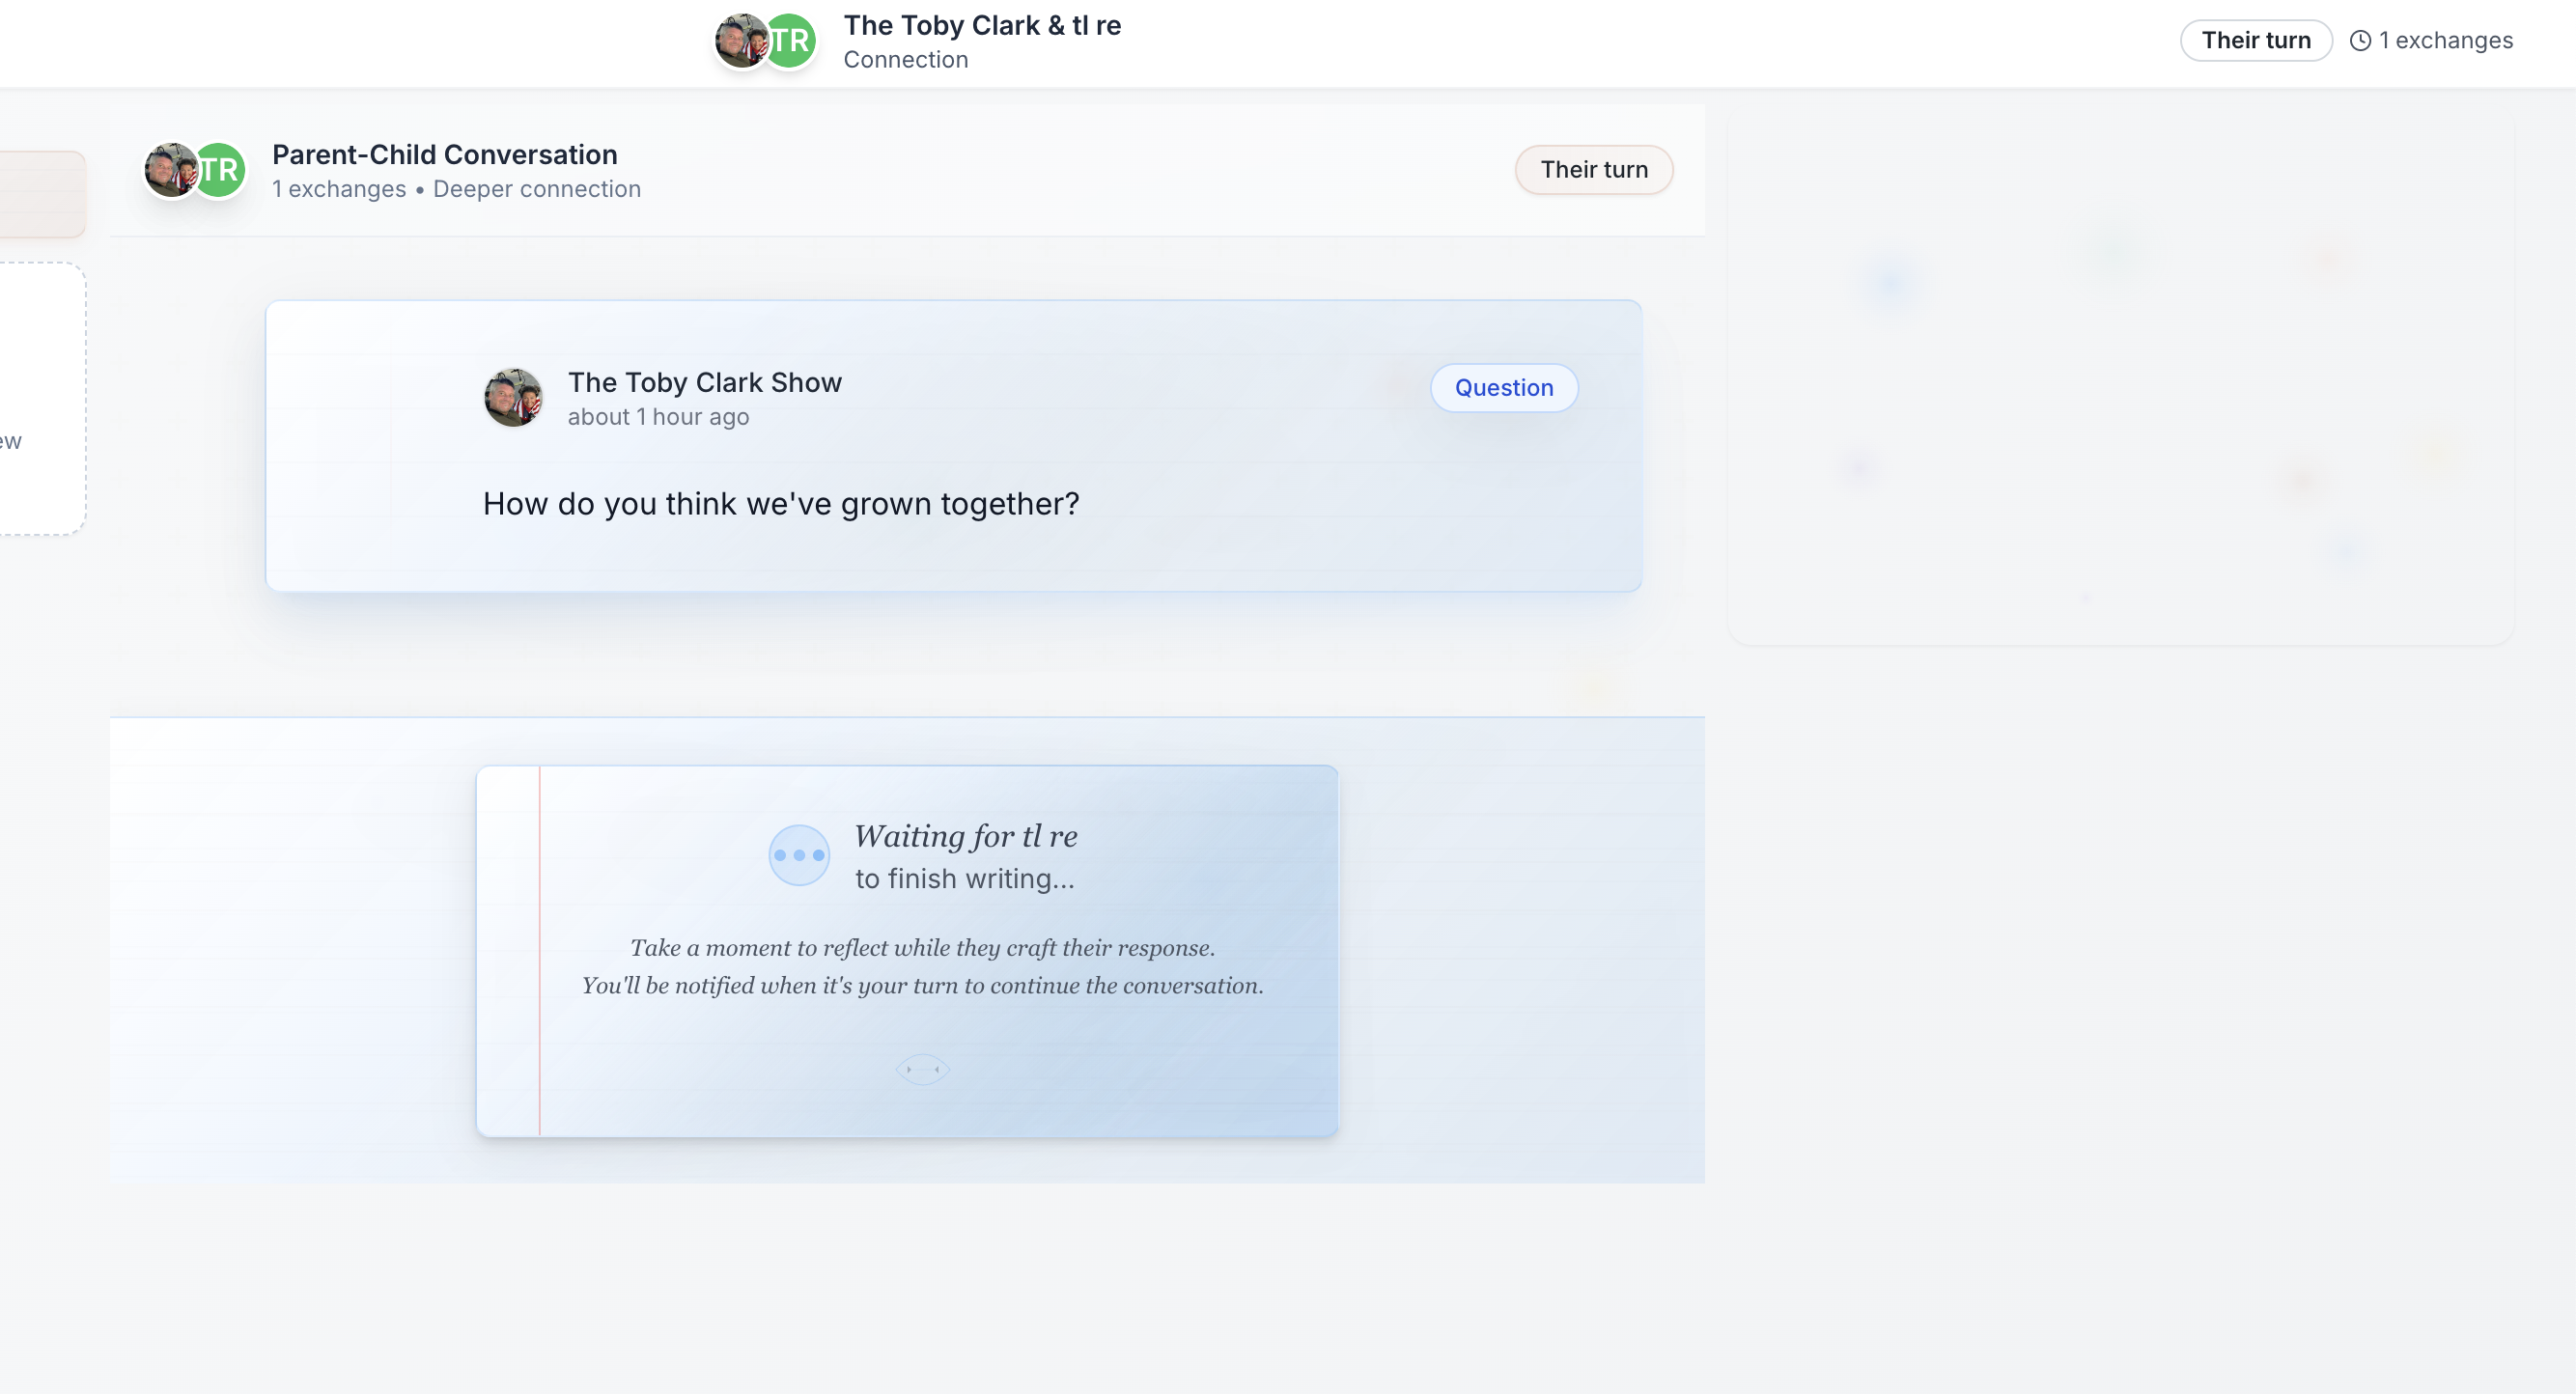 The Toby Clark & tl re
Connection
Their turn
1 exchanges
TR
Parent-Child Conversation
1 exchanges • Deeper connection
Their turn
TR
ew
The Toby Clark Show
about 1 hour ago
Question
How do you think we've grown together?
Waiting for tl re
to finish writing...
Take a moment to reflect while they craft their response.
You'll be notified when it's your turn to continue the conversation.